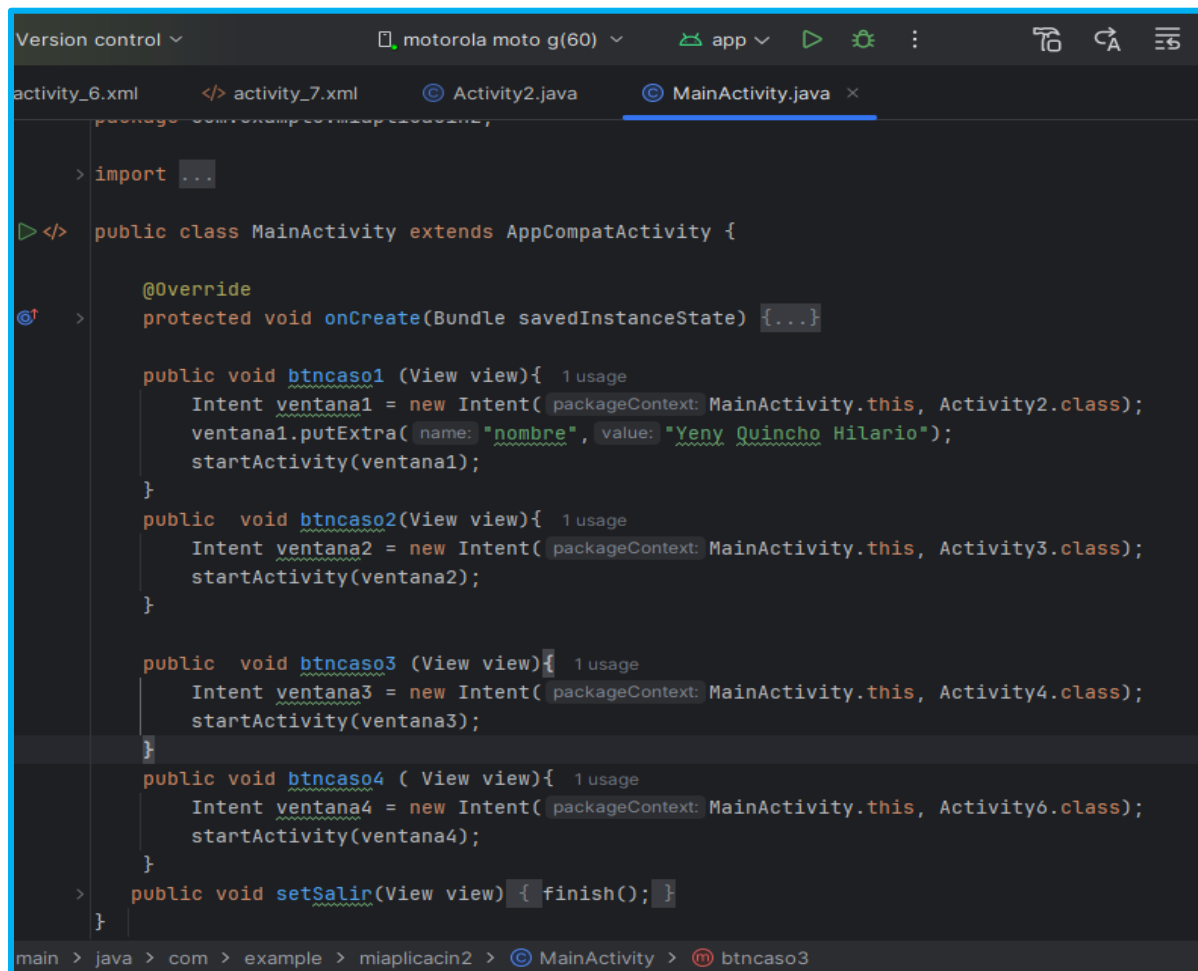 Version control
motorola moto g(60)
app
activity_6.xml
activity_7.xml
Activity2.java
MainActivity.java
package com.example.miaplicacin2;
import ...
public class MainActivity extends AppCompatActivity {
@Override
protected void onCreate(Bundle savedInstanceState) {...}
public void btncaso1 (View view){ 1 usage
Intent ventana1 = new Intent( packageContext: MainActivity.this, Activity2.class);
ventana1.putExtra( name: "nombre", value: "Yeny Quincho Hilario");
startActivity(ventana1);
}
public  void btncaso2(View view){ 1 usage
Intent ventana2 = new Intent( packageContext: MainActivity.this, Activity3.class);
startActivity(ventana2);
}
public  void btncaso3 (View view){ 1 usage
Intent ventana3 = new Intent( packageContext: MainActivity.this, Activity4.class);
startActivity(ventana3);
}
public void btncaso4 ( View view){ 1 usage
Intent ventana4 = new Intent( packageContext: MainActivity.this, Activity6.class);
startActivity(ventana4);
}
public void setSalir(View view) { finish(); }
}
main > java > com > example > miaplicacin2 > MainActivity > btncaso3